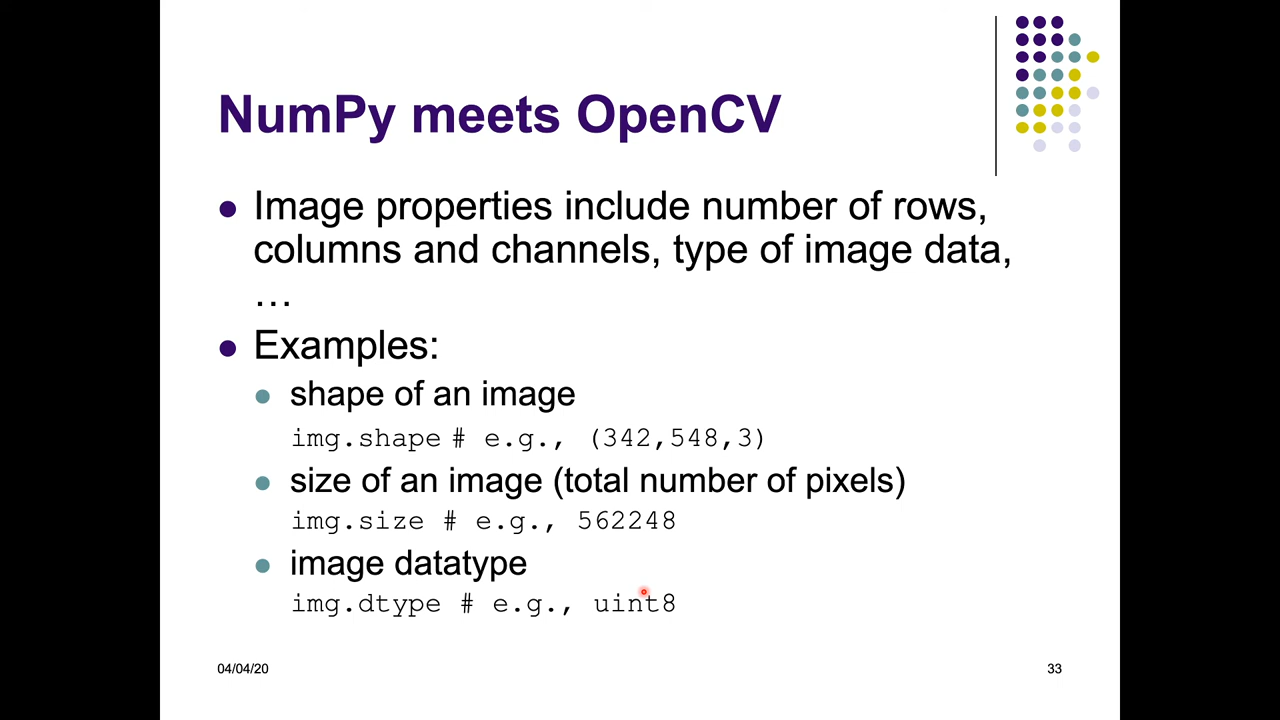 NumPy meets OpenCV
Image properties include number of rows,
columns and channels, type of image data,
…
Examples:
shape of an image
img.shape # e.g., (342,548,3)
size of an image (total number of pixels)
img.size # e.g., 562248
image datatype
img.dtype # e.g., uint8
04/04/20
33